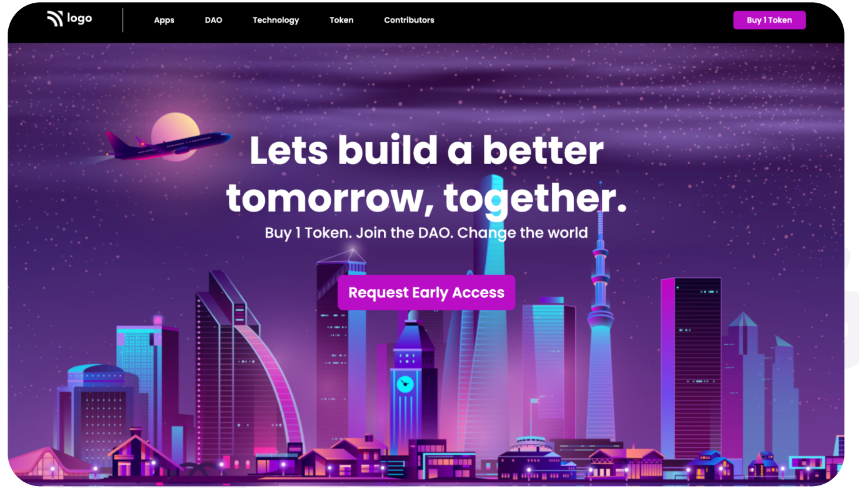 logo
Apps DAO Technology Token Contributors Buy 1 Token
Lets build a better
tomorrow, together.
Buy 1 Token. Join the DAO. Change the world
Request Early Access